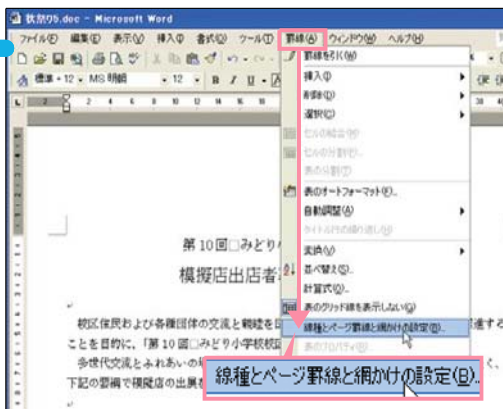 秋祭り5.doc - Microsoft Word
ファイル(F) 編集(E) 表示(V) 挿入(I) 書式(O) ツール(T) 罫線(A) ウィンドウ(W) ヘルプ(H)
標準 + 12 MS 明朝 12 B I U A
罫線を引く(W)
挿入(I)
削除(D)
選択(C)
セルの結合(M)
セルの分割(P)...
表の分割(T)
表のオートフォーマット(F)...
自動調整(A)
タイトル行の繰り返し(H)
変換(V)
並べ替え(S)...
計算式(O)...
表のグリッド線を表示しない(G)
線種とページ罫線と網かけの設定(B)...
表のプロパティ(R)...
第 10 回□みどり
模擬店出店者
校区住民および各種団体の交流と親睦を
ことを目的に、「第 10 回□みどり小学校校区
多世代交流とふれあいの
下記の要綱で模擬店の出展を
線種とページ罫線と網かけの設定(B)...